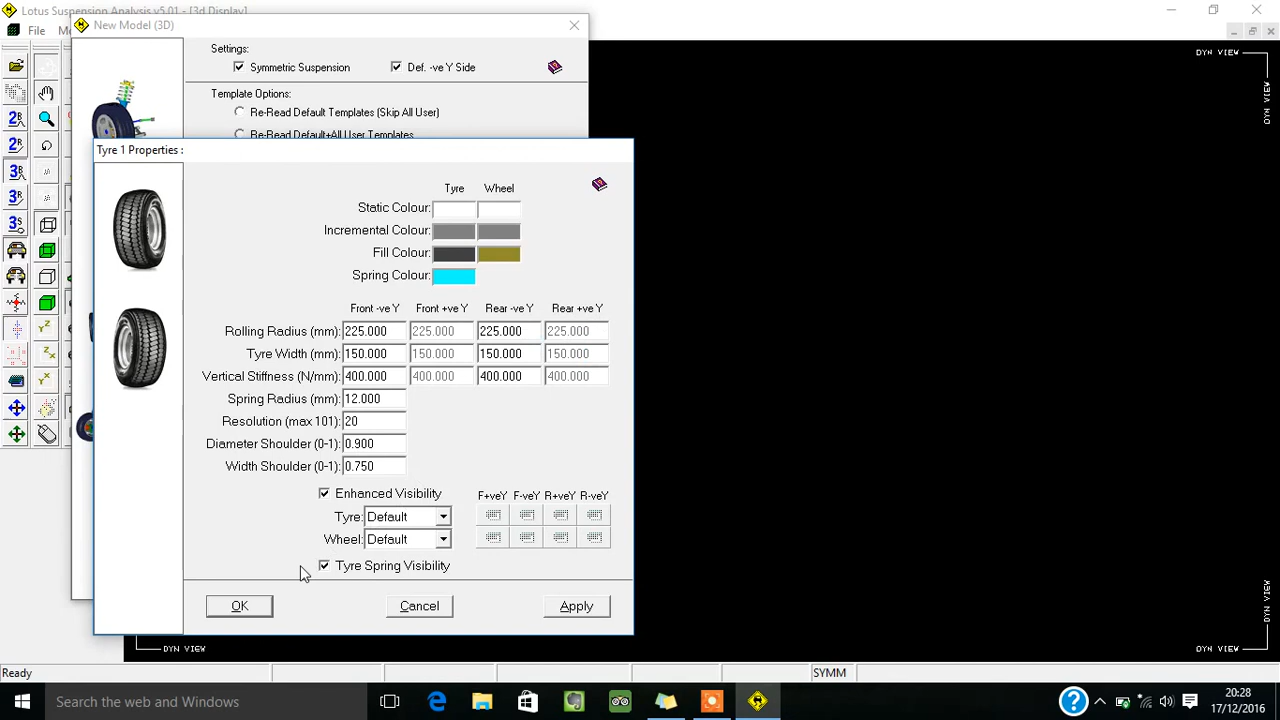 Lotus Suspension Analysis v5.01 - [3d Display]
File
New Model (3D)
Settings:
Symmetric Suspension
Def. -ve Y Side
Template Options:
Re-Read Default Templates (Skip All User)
Re-Read Default+All User Templates
DYN VIEW
DYN VIEW
Tyre 1 Properties :
Tyre Wheel
Static Colour:
Incremental Colour:
Fill Colour:
Spring Colour:
Front -ve Y Front +ve Y Rear -ve Y Rear +ve Y
Rolling Radius (mm): 225.000 225.000 225.000 225.000
Tyre Width (mm): 150.000 150.000 150.000 150.000
Vertical Stiffness (N/mm): 400.000 400.000 400.000 400.000
Spring Radius (mm): 12.000
Resolution (max 101) 20
Diameter Shoulder (0-1): 0.900
Width Shoulder (0-1): 0.750
Enhanced Visibility
F+veY F-veY R+veY R-veY
Tyre: Default
Wheel: Default
Tyre Spring Visibility
OK Cancel Apply
DYN VIEW
DYN VIEW
DYN VIEW
Ready
SYMM
Search the web and Windows
20:28
17/12/2016